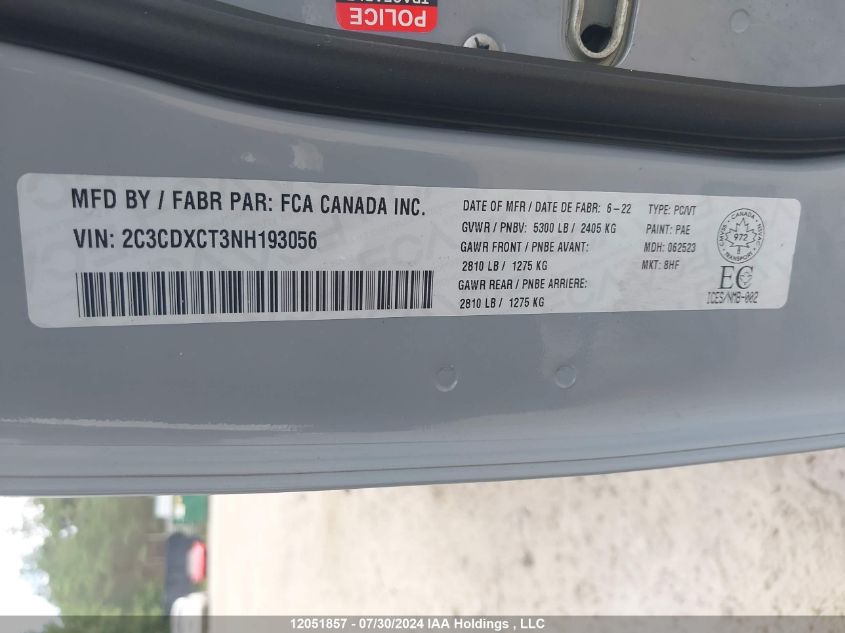 POLICE
MFD BY / FABR PAR: FCA CANADA INC.
VIN: 2C3CDXCT3NH193056
DATE OF MFR / DATE DE FABR: 6-22
GVWR / PNBV: 5300 LB / 2405 KG
GAWR FRONT / PNBE AVANT:
2810 LB / 1275 KG
GAWR REAR / PNBE ARRIERE:
2810 LB / 1275 KG
TYPE: PC/VT
PAINT: PAE
MDH: 062523
MKT: 8HF
CANADA
972
TRANSPORT
EC
ICES/NMB-002
12051857 - 07/30/2024 IAA Holdings , LLC